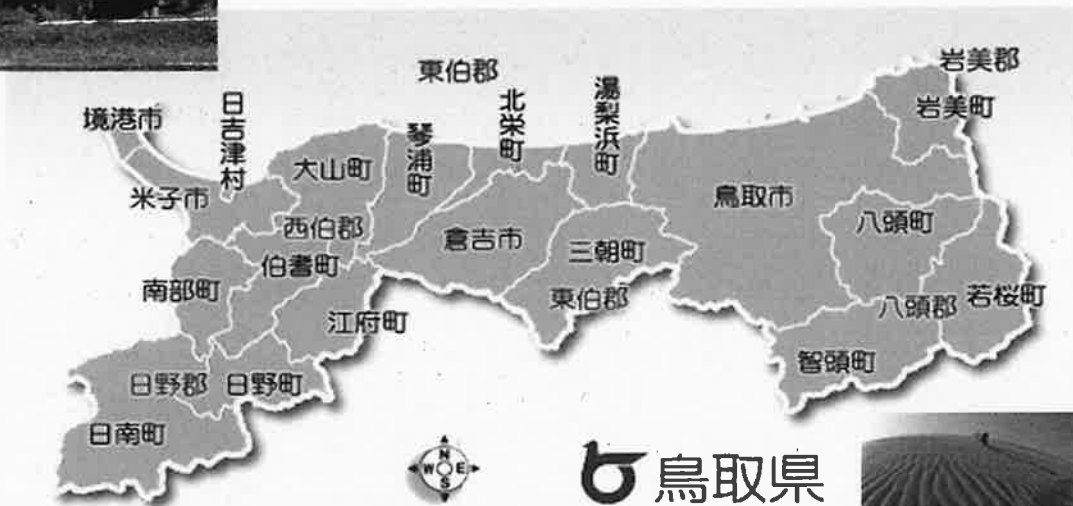 東伯郡
岩美郡
岩美町
境港市
日吉津村
北栄町
湯梨浜町
琴浦町
大山町
米子市
鳥取市
西伯郡
倉吉市
三朝町
八頭町
伯耆町
南部町
江府町
東伯郡
八頭郡
若桜町
智頭町
日野郡
日野町
日南町
N
W E
S
鳥取県